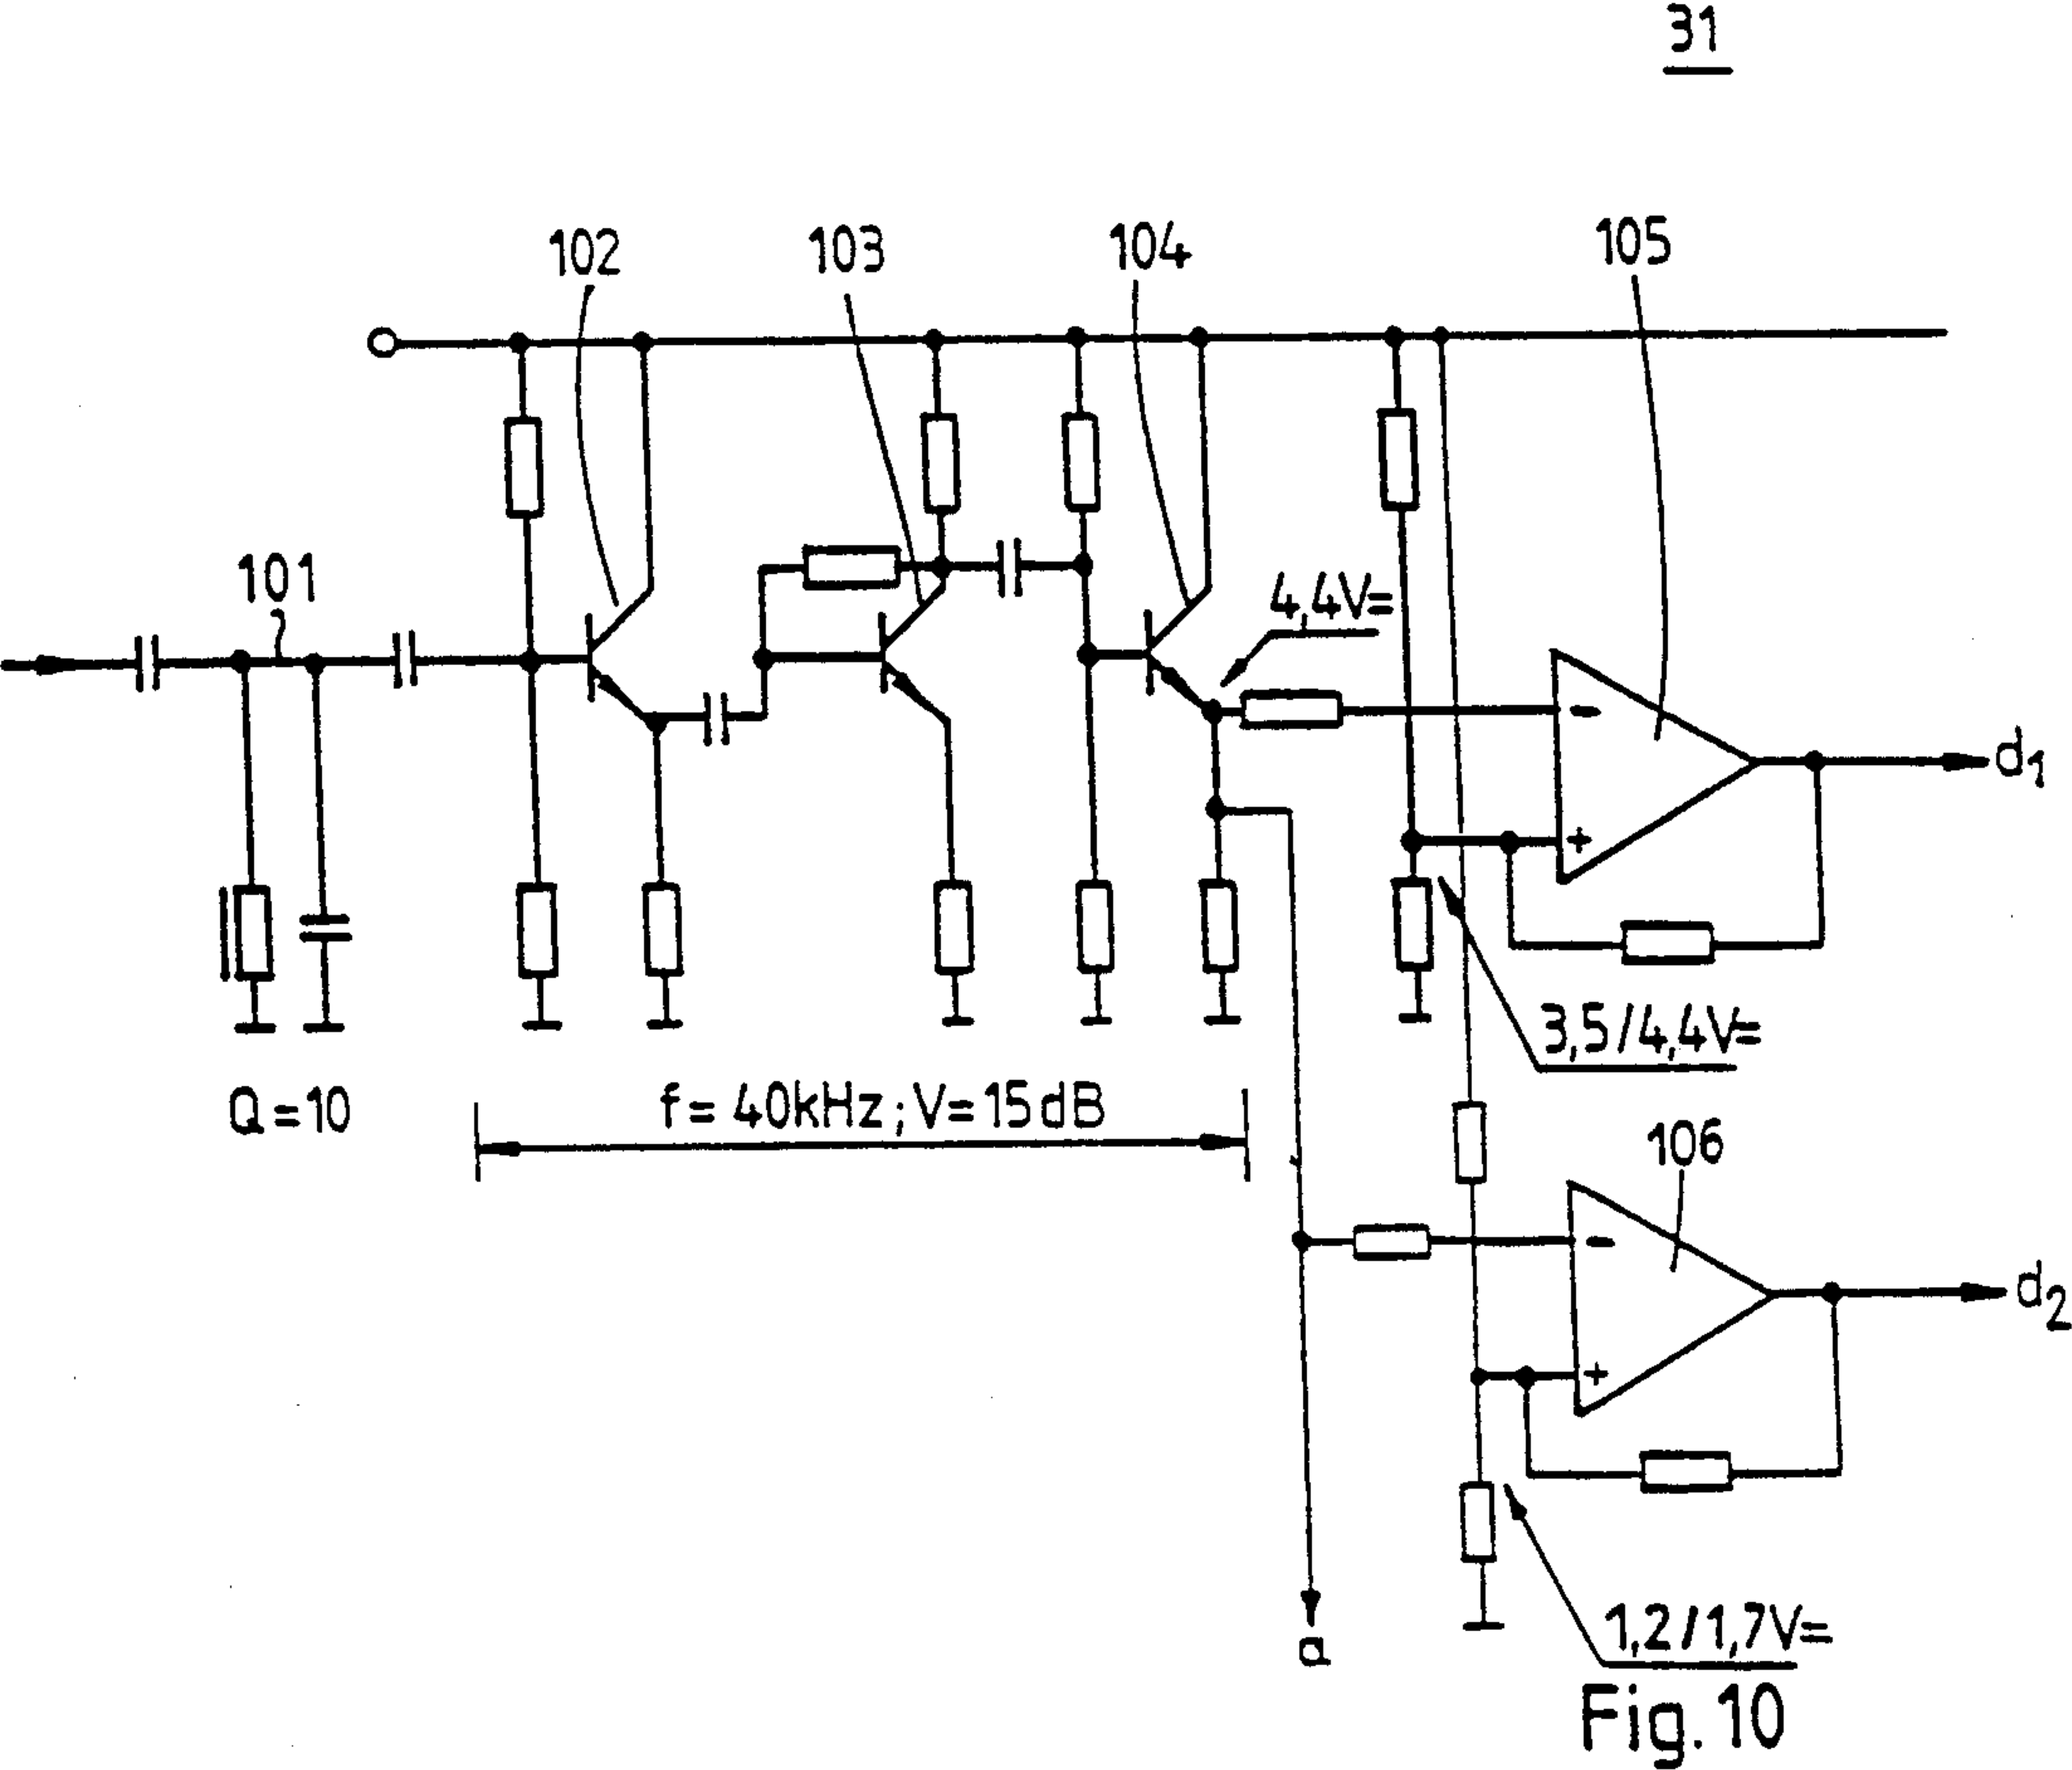 31
102
103
104
105
101
4,4V=
-
d1
+
3,5/4,4V=
Q=10
f=40kHz;V=15dB
106
-
d2
+
1,2/1,7V=
a
Fig.10